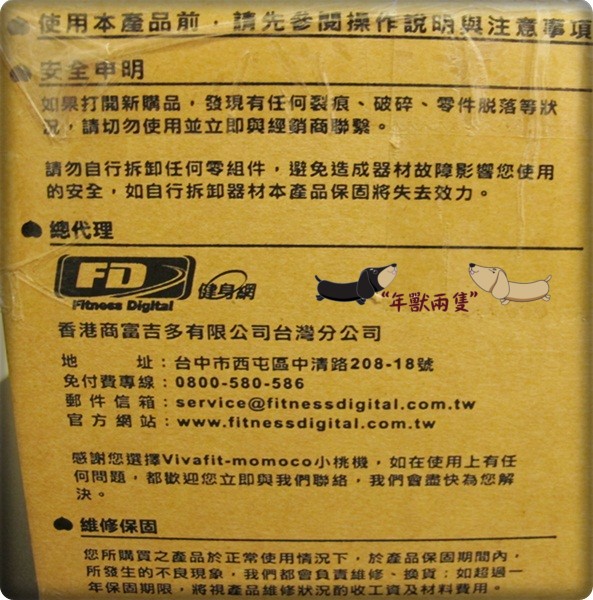 使用本產品前，請先參閱操作說明與注意事項
安全申明
如果打開新購品，發現有任何裂痕、破碎、零件脫落等狀
況，請切勿使用並立即與經銷商聯繫。
請勿自行拆卸任何零組件，避免造成器材故障影響您使用
的安全，如自行拆卸器材本產品保固將失去效力。
總代理
FD
Fitness Digital
健身網
“年獸兩隻”
香港商富吉多有限公司台灣分公司
地 址：台中市西屯區中清路208-18號
免付費專線：0800-580-586
郵件信箱：service@fitnessdigital.com.tw
官方網站：www.fitnessdigital.com.tw
感謝您選擇Vivafit-momoco小桃機，如在使用上有任
何問題，都歡迎您立即與我們聯絡，我們會盡快為您解
決。
維修保固
您所購買之產品於正常使用情況下，於產品保固期間內，
所發生的不良現象，我們都會負責維修、換貨；如超過一
年保固期限，將視產品維修狀況酌收工資及材料費用。